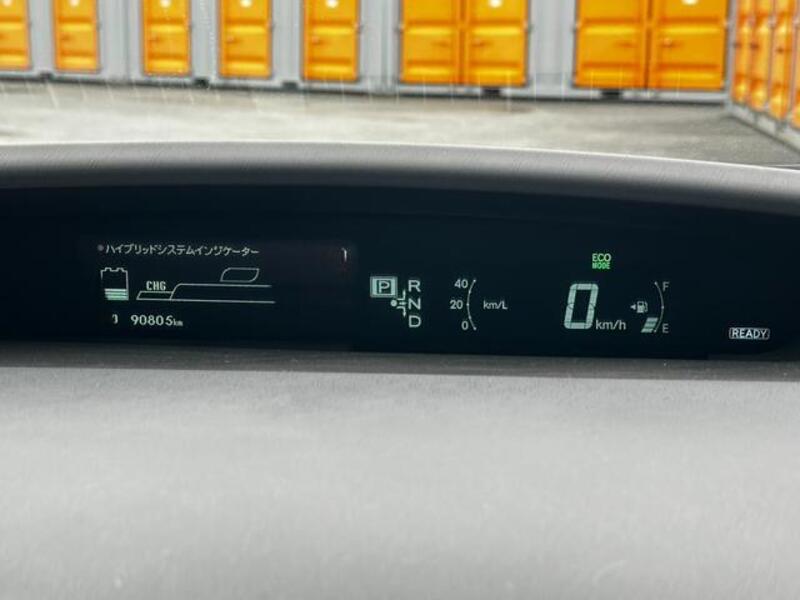 ハイブリッドシステムインジケーター
CHG
90805km
P R
N
D
40
20
0
km/L
ECO
MODE
0 km/h
F
E
READY